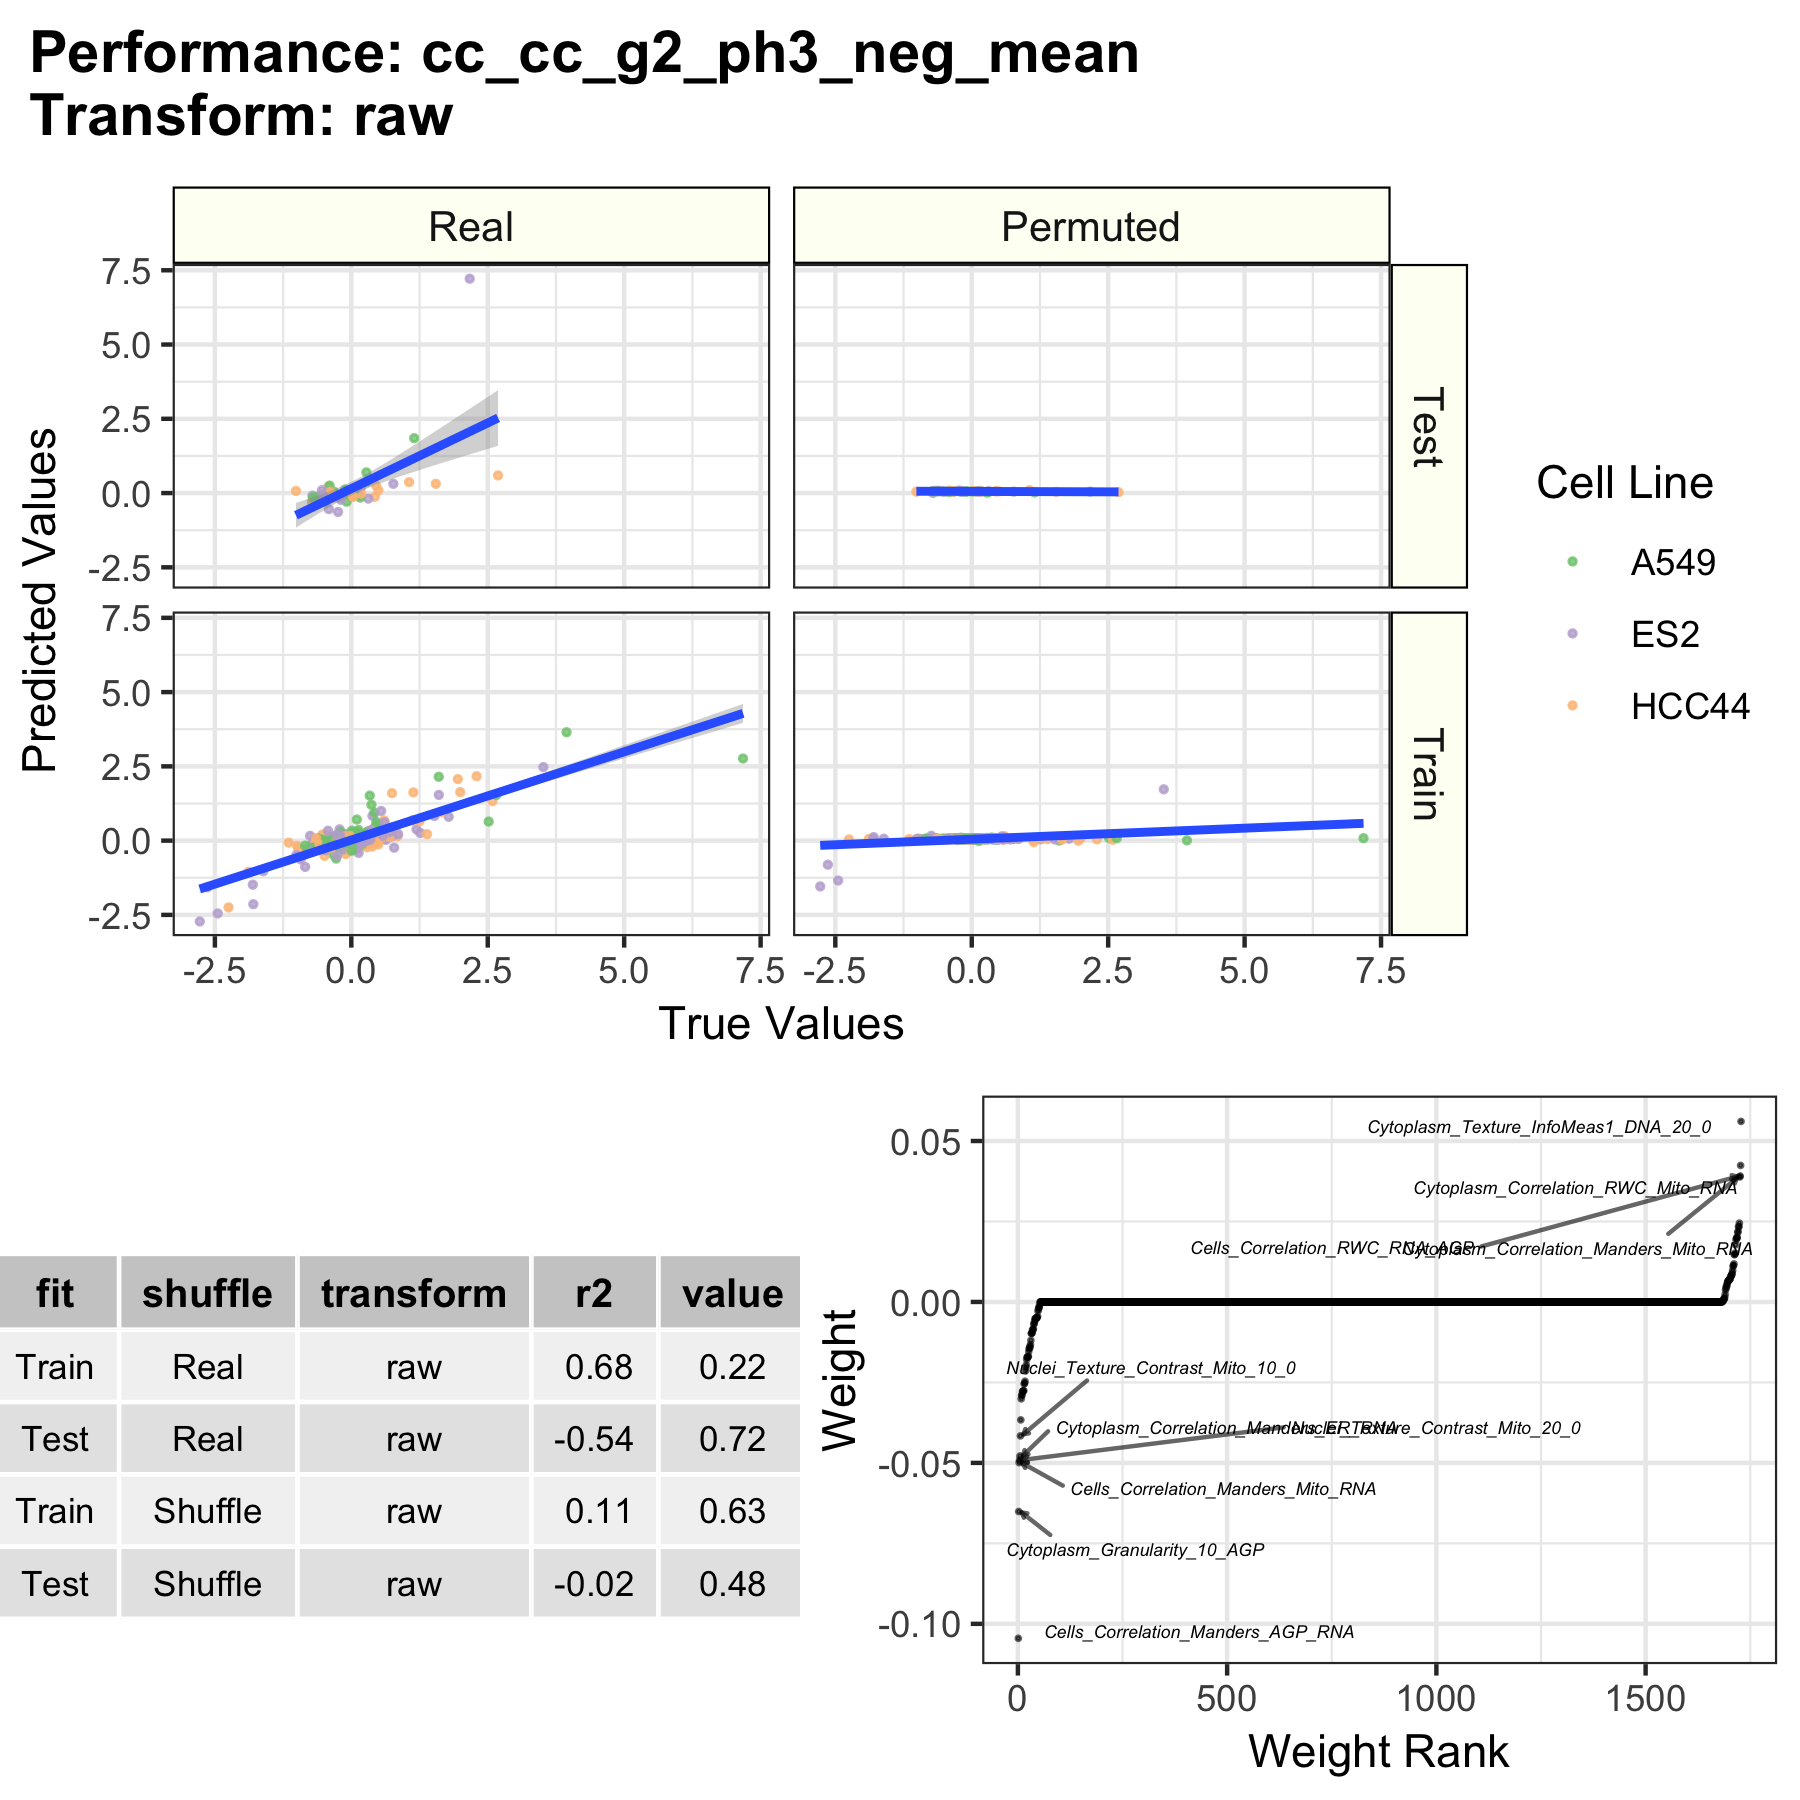 Performance: cc_cc_g2_ph3_neg_mean
Transform: raw
Real
Permuted
7.5
5.0
2.5
0.0
-2.5
Test
7.5
5.0
2.5
0.0
-2.5
Train
Predicted Values
-2.5 0.0 2.5 5.0 7.5
-2.5 0.0 2.5 5.0 7.5
True Values
Cell Line
A549
ES2
HCC44
fit shuffle transform r2 value
Train Real raw 0.68 0.22
Test Real raw -0.54 0.72
Train Shuffle raw 0.11 0.63
Test Shuffle raw -0.02 0.48
Weight
0.05
0.00
-0.05
-0.10
Cytoplasm_Texture_InfoMeas1_DNA_20_0
Cytoplasm_Correlation_RWC_Mito_RNA
Cells_Correlation_RWC_RNA_AGP
Cytoplasm_Correlation_Manders_Mito_RNA
Nuclei_Texture_Contrast_Mito_10_0
Cytoplasm_Correlation_Manders_ER_RNA
Nuclei_Texture_Contrast_Mito_20_0
Cells_Correlation_Manders_Mito_RNA
Cytoplasm_Granularity_10_AGP
Cells_Correlation_Manders_AGP_RNA
0 500 1000 1500
Weight Rank